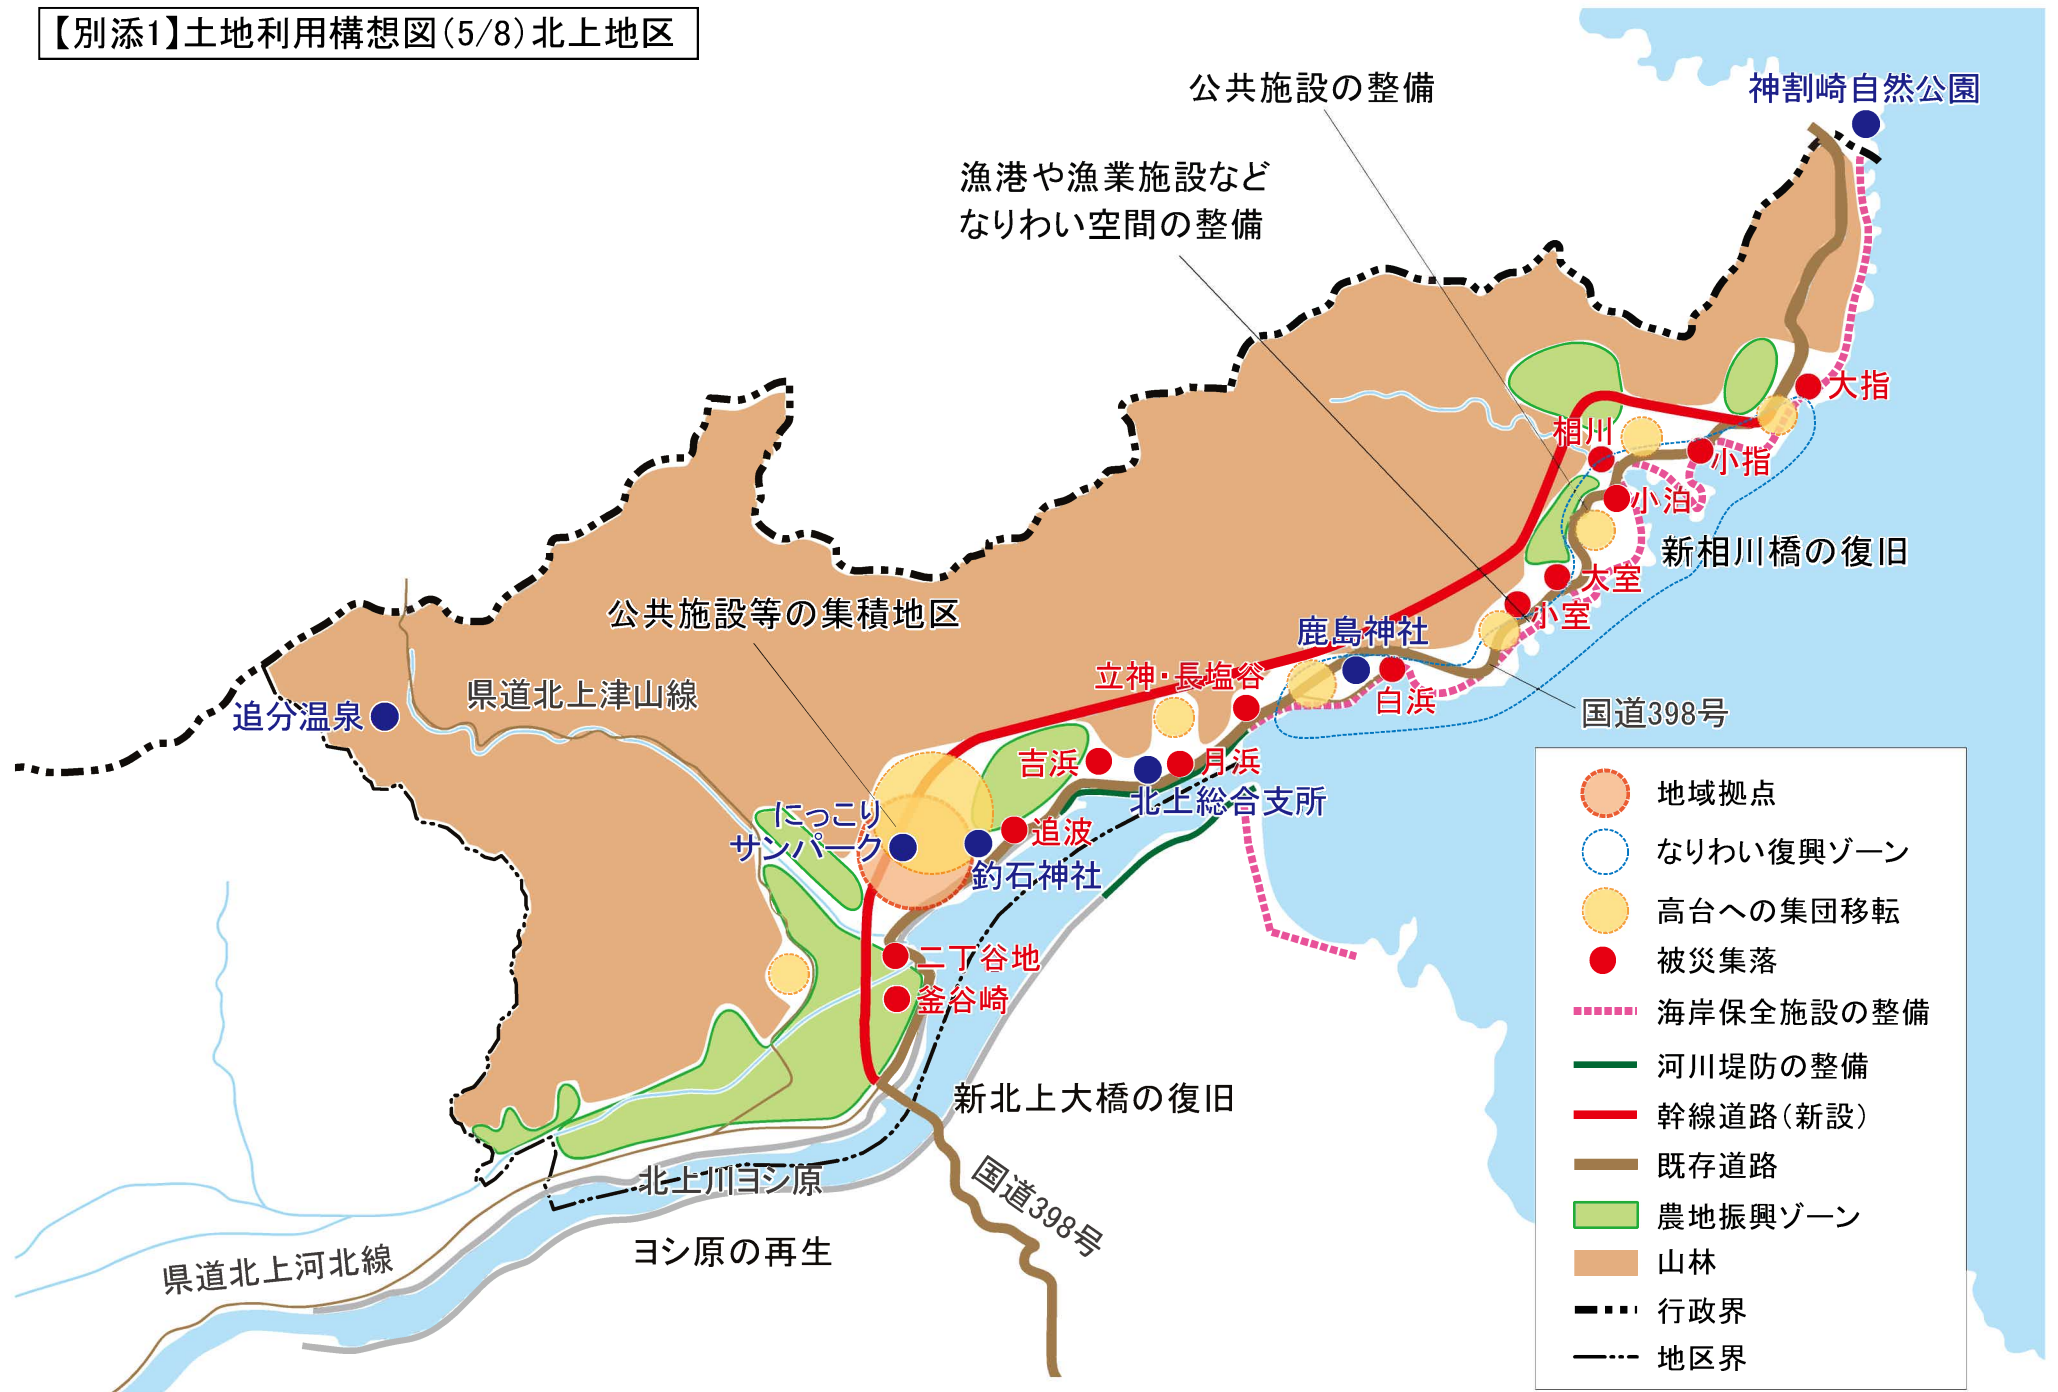 【別添1】土地利用構想図(5/8)北上地区
公共施設の整備
神割崎自然公園
漁港や漁業施設など
なりわい空間の整備
大指
相川
小指
小泊
新相川橋の復旧
大室
小室
公共施設等の集積地区
鹿島神社
立神・長塩谷
白浜
県道北上津山線
追分温泉
国道398号
吉浜
月浜
北上総合支所
にっこり
サンパーク
追波
釣石神社
二丁谷地
釜谷崎
新北上大橋の復旧
北上川ヨシ原
国道398号
ヨシ原の再生
県道北上河北線
地域拠点
なりわい復興ゾーン
高台への集団移転
被災集落
海岸保全施設の整備
河川堤防の整備
幹線道路(新設)
既存道路
農地振興ゾーン
山林
行政界
地区界